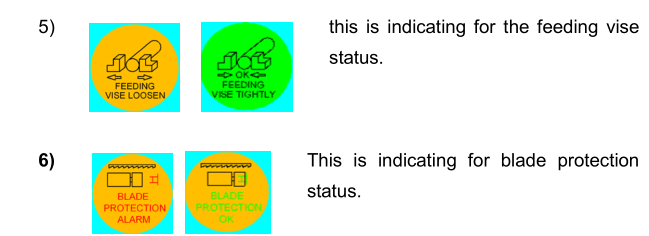 5)
this is indicating for the feeding vise
status.
FEEDING
VISE LOOSEN
OK
FEEDING
VISE TIGHTLY
6)
This is indicating for blade protection
status.
BLADE
PROTECTION
ALARM
BLADE
PROTECTION
OK